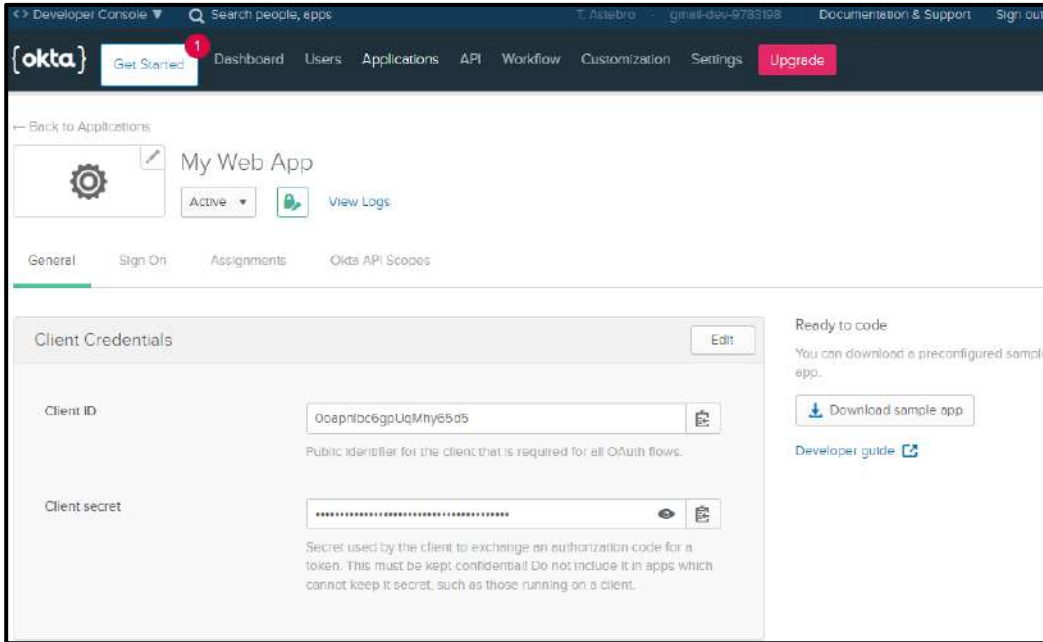 <> Developer Console ▼ Search people, apps T. Astebro · gmail-dev-9783198 Documentation & Support Sign out
{okta} Get Started 1 Dashboard Users Applications API Workflow Customization Settings Upgrade
← Back to Applications
My Web App
Active ▼ View Logs
General Sign On Assignments Okta API Scopes
Client Credentials Edit
Client ID
0oapnibc6gpUqMhy65d5
Public identifier for the client that is required for all OAuth flows.
Client secret
••••••••••••••••••••••••••••••••••••••••
Secret used by the client to exchange an authorization code for a
token. This must be kept confidential! Do not include it in apps which
cannot keep it secret, such as those running on a client.
Ready to code
You can download a preconfigured sample
app.
Download sample app
Developer guide